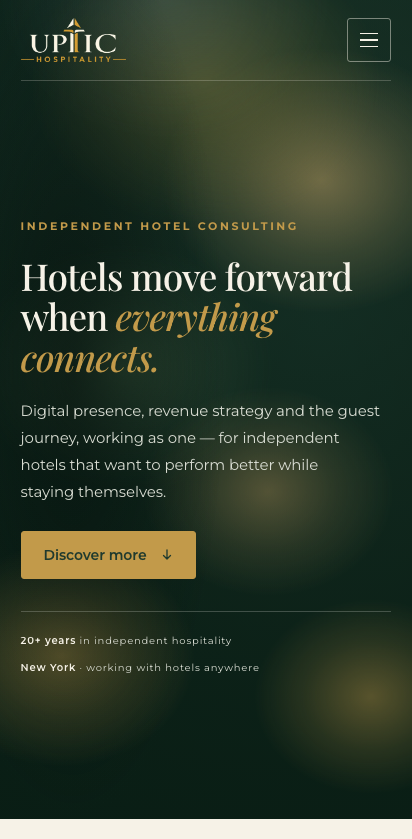 UPTIC
HOSPITALITY
INDEPENDENT HOTEL CONSULTING
Hotels move forward
when everything
connects.
Digital presence, revenue strategy and the guest
journey, working as one — for independent
hotels that want to perform better while
staying themselves.
Discover more ↓
20+ years in independent hospitality
New York · working with hotels anywhere